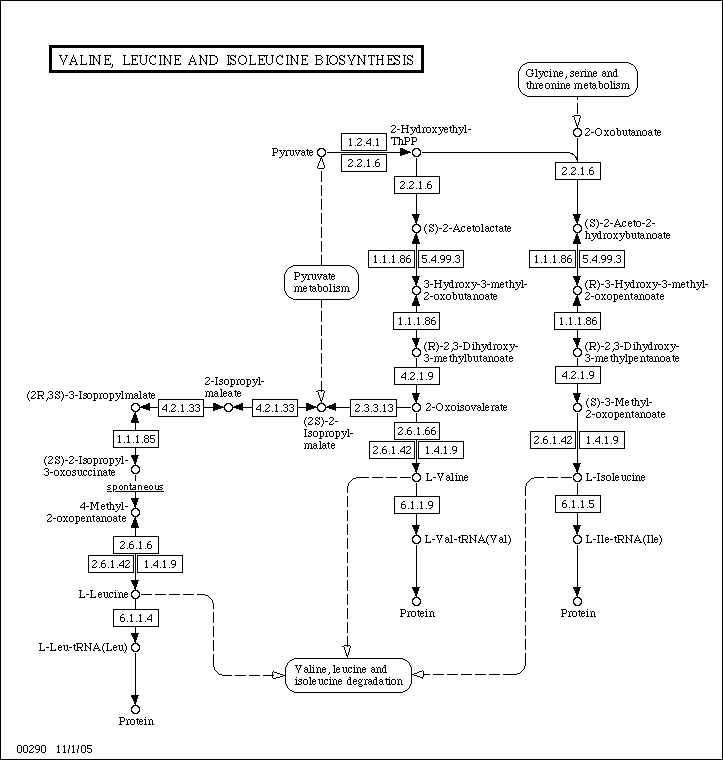 VALINE, LEUCINE AND ISOLEUCINE BIOSYNTHESIS
Glycine, serine and
threonine metabolism
2-Oxobutanoate
2-Hydroxyethyl-
ThPP
Pyruvate
1.2.4.1
2.2.1.6
2.2.1.6
2.2.1.6
(S)-2-Acetolactate
(S)-2-Aceto-2-
hydroxybutanoate
1.1.1.86
5.4.99.3
1.1.1.86
5.4.99.3
Pyruvate
metabolism
3-Hydroxy-3-methyl-
2-oxobutanoate
(R)-3-Hydroxy-3-methyl-
2-oxopentanoate
1.1.1.86
1.1.1.86
(R)-2,3-Dihydroxy-
3-methylbutanoate
(R)-2,3-Dihydroxy-
3-methylpentanoate
4.2.1.9
4.2.1.9
(2R,3S)-3-Isopropylmalate
2-Isopropyl-
maleate
4.2.1.33
4.2.1.33
(2S)-2-
Isopropyl-
malate
2.3.3.13
2-Oxoisovalerate
(S)-3-Methyl-
2-oxopentanoate
1.1.1.85
2.6.1.66
2.6.1.42
1.4.1.9
2.6.1.42
1.4.1.9
(2S)-2-Isopropyl-
3-oxosuccinate
spontaneous
L-Valine
L-Isoleucine
4-Methyl-
2-oxopentanoate
6.1.1.9
6.1.1.5
2.6.1.6
2.6.1.42
1.4.1.9
L-Val-tRNA(Val)
L-Ile-tRNA(Ile)
L-Leucine
Protein
Protein
6.1.1.4
L-Leu-tRNA(Leu)
Valine, leucine and
isoleucine degradation
Protein
00290 11/1/05